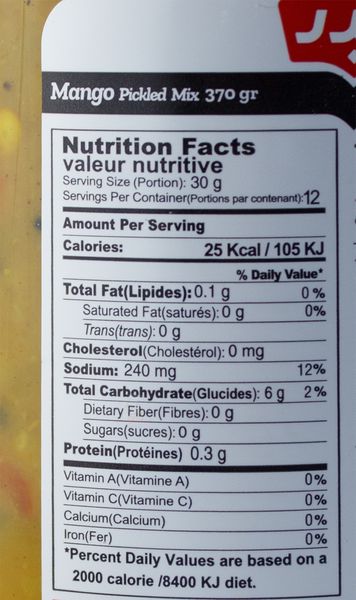 Mango Pickled Mix 370 gr
Nutrition Facts
valeur nutritive
Serving Size (Portion): 30 g
Servings Per Container(Portions par contenant):12
Amount Per Serving
Calories: 25 Kcal / 105 KJ
% Daily Value*
Total Fat(Lipides):0.1 g 0%
Saturated Fat(saturés): 0 g 0%
Trans(trans): 0 g
Cholesterol(Cholestérol): 0 mg
Sodium: 240 mg 12%
Total Carbohydrate(Glucides): 6 g 2%
Dietary Fiber(Fibres): 0 g
Sugars(sucres): 0 g
Protein(Protéines) 0.3 g
Vitamin A(Vitamine A) 0%
Vitamin C(Vitamine C) 0%
Calcium(Calcium) 0%
Iron(Fer) 0%
*Percent Daily Values are based on a
2000 calorie /8400 KJ diet.